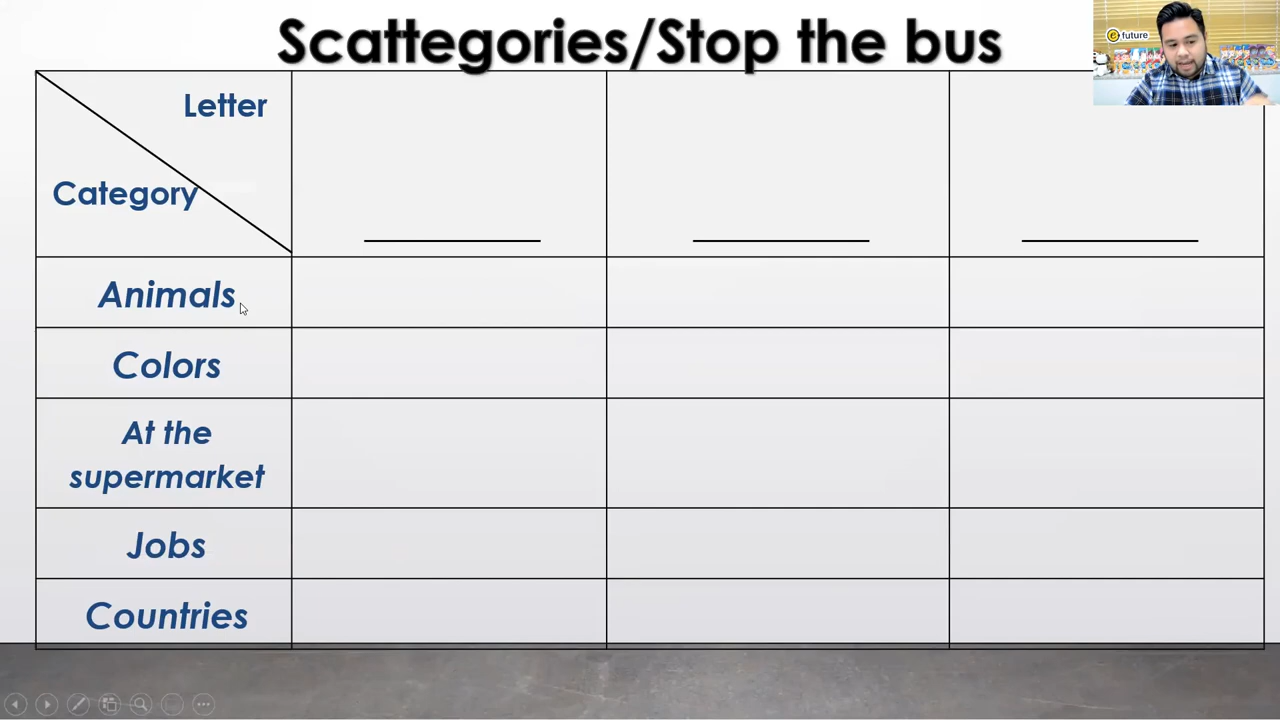 Scattegories/Stop the bus
e future
Letter
Category
Animals
Colors
At the
supermarket
Jobs
Countries